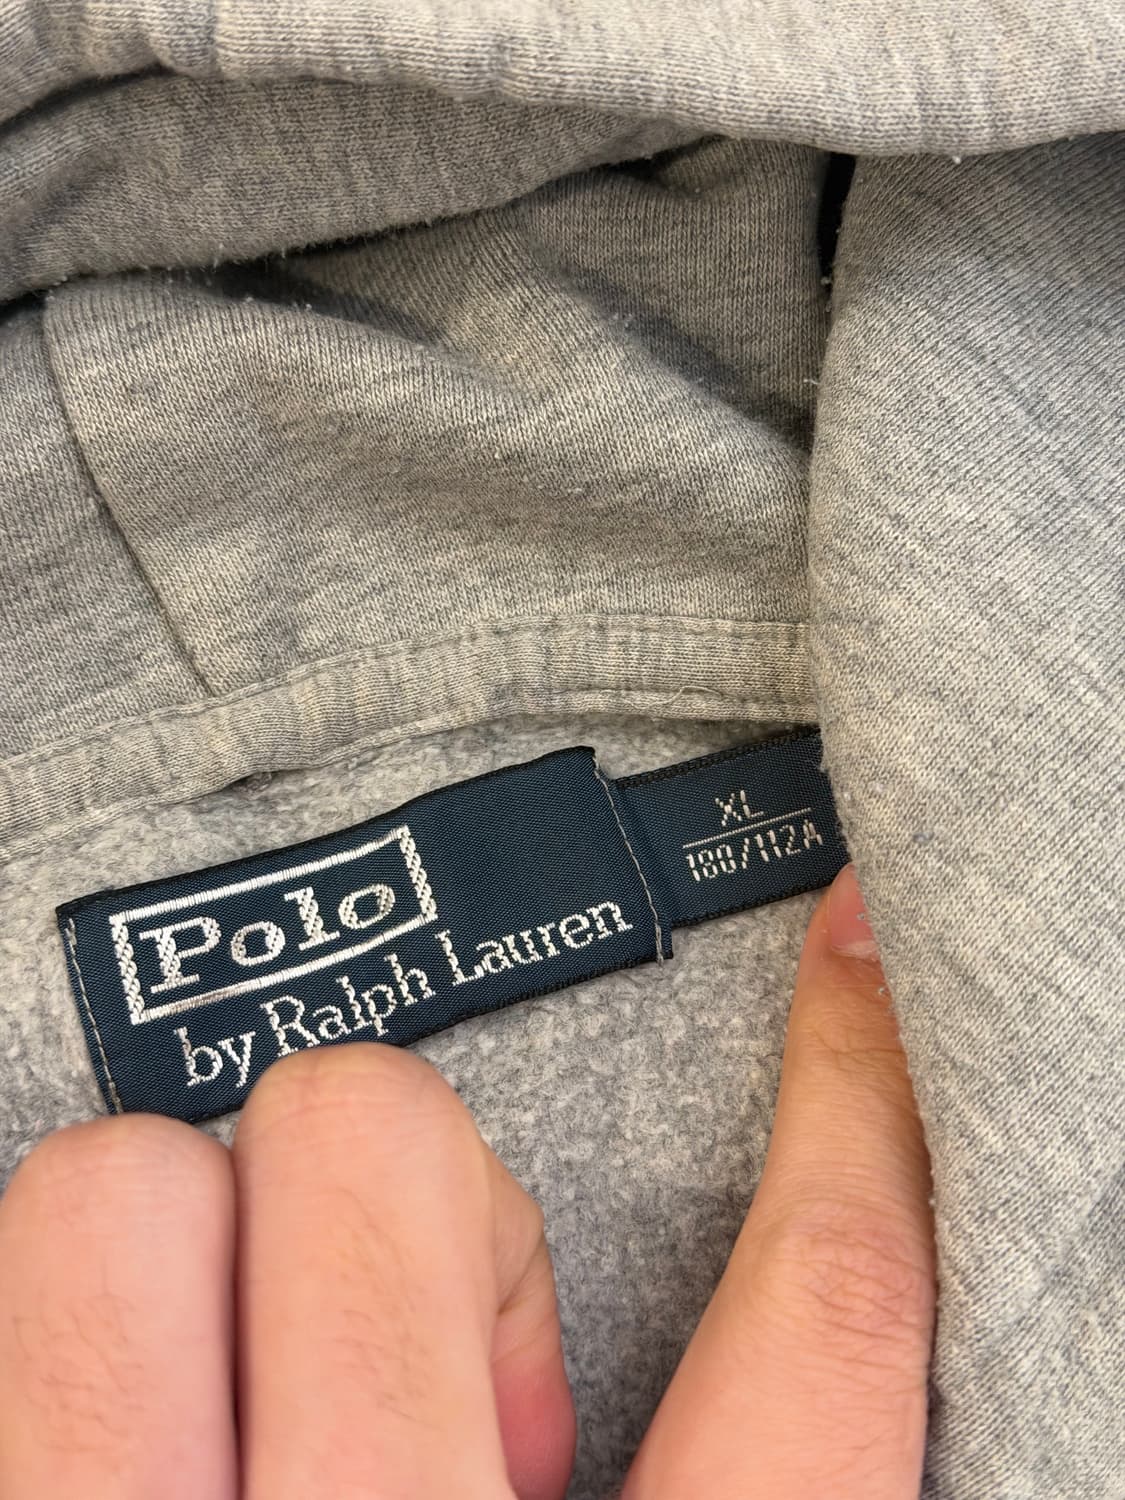 Polo
by Ralph Lauren
XL
180/112A